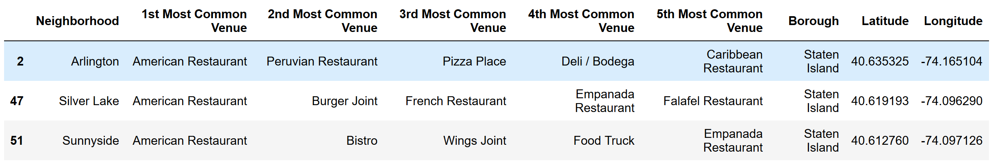 Neighborhood 1st Most Common Venue 2nd Most Common Venue 3rd Most Common Venue 4th Most Common Venue 5th Most Common Venue Borough Latitude Longitude
2 Arlington American Restaurant Peruvian Restaurant Pizza Place Deli / Bodega Caribbean Restaurant Staten Island 40.635325 -74.165104
47 Silver Lake American Restaurant Burger Joint French Restaurant Empanada Restaurant Falafel Restaurant Staten Island 40.619193 -74.096290
51 Sunnyside American Restaurant Bistro Wings Joint Food Truck Empanada Restaurant Staten Island 40.612760 -74.097126